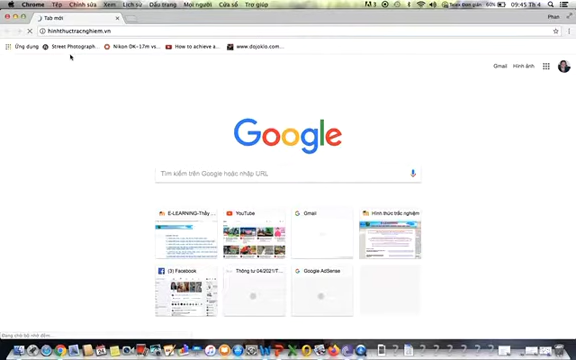 Chrome Tệp Chỉnh sửa Xem Lịch sử Dấu trang Mọi người Cửa sổ Trợ giúp 60% 09:45 Th 4
Tab mới Phan
hinhthuctracnghiem.vn
Ứng dụng Street Photograph... Nikon DK-17m vs... How to achieve a... www.dojokio.com...
Gmail Hình ảnh
Google
Tìm kiếm trên Google hoặc nhập URL
E-LEARNING-Thầy ... YouTube Gmail Hình thức trắc nghiệm
(3) Facebook Thông tư 04/2021/T... Google AdSense